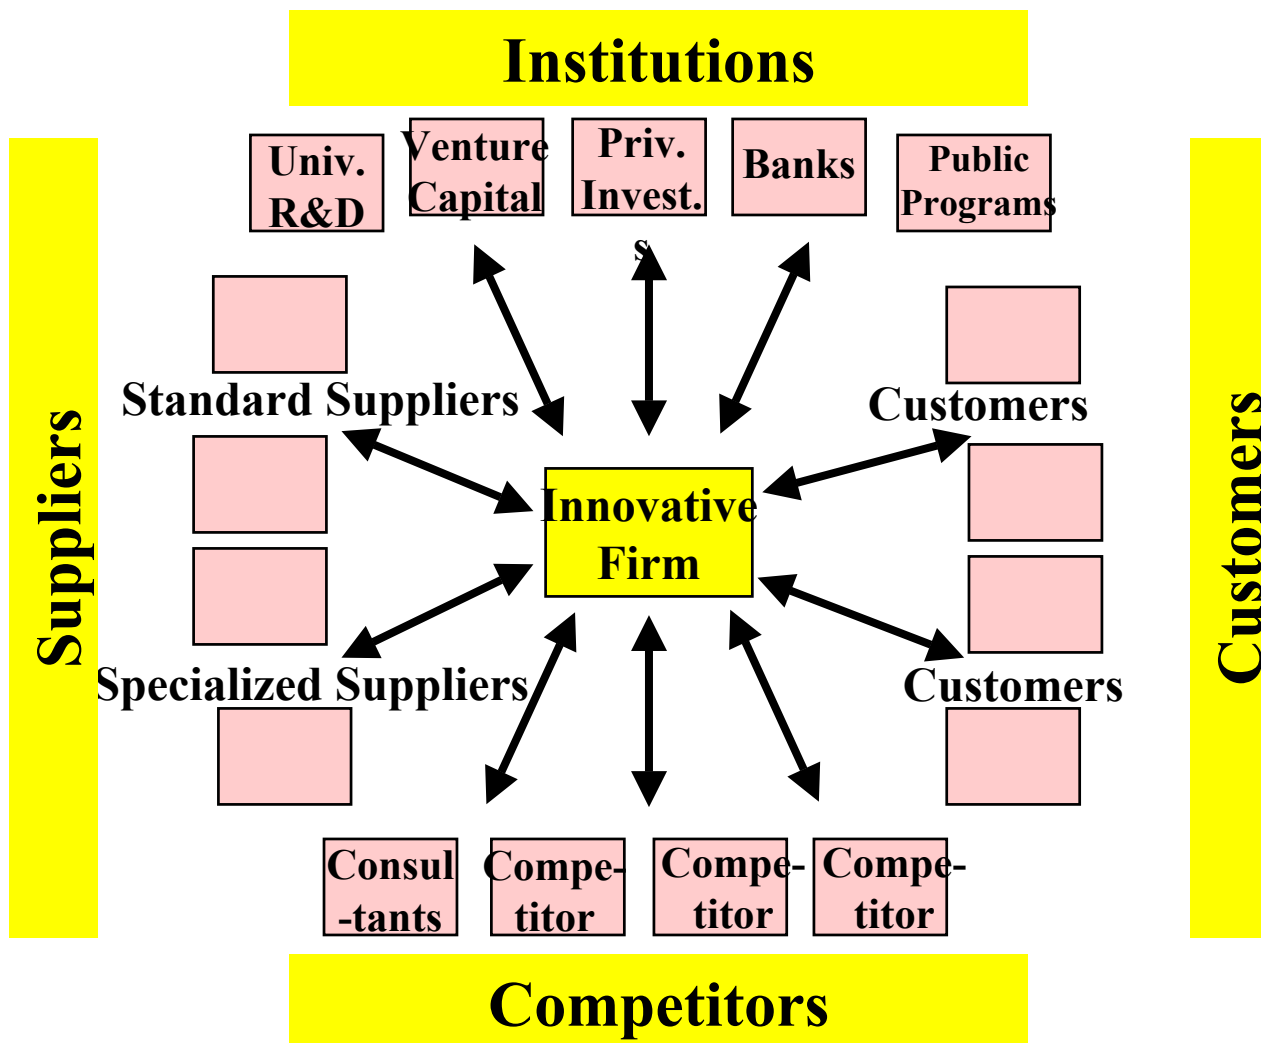 Institutions
Univ.
R&D
Venture
Capital
Priv.
Invest.
s
Banks
Public
Programs
Suppliers
Standard Suppliers
Customers
Innovative
Firm
Specialized Suppliers
Customers
Customers
Consul
-tants
Compe-
titor
Compe-
titor
Compe-
titor
Competitors